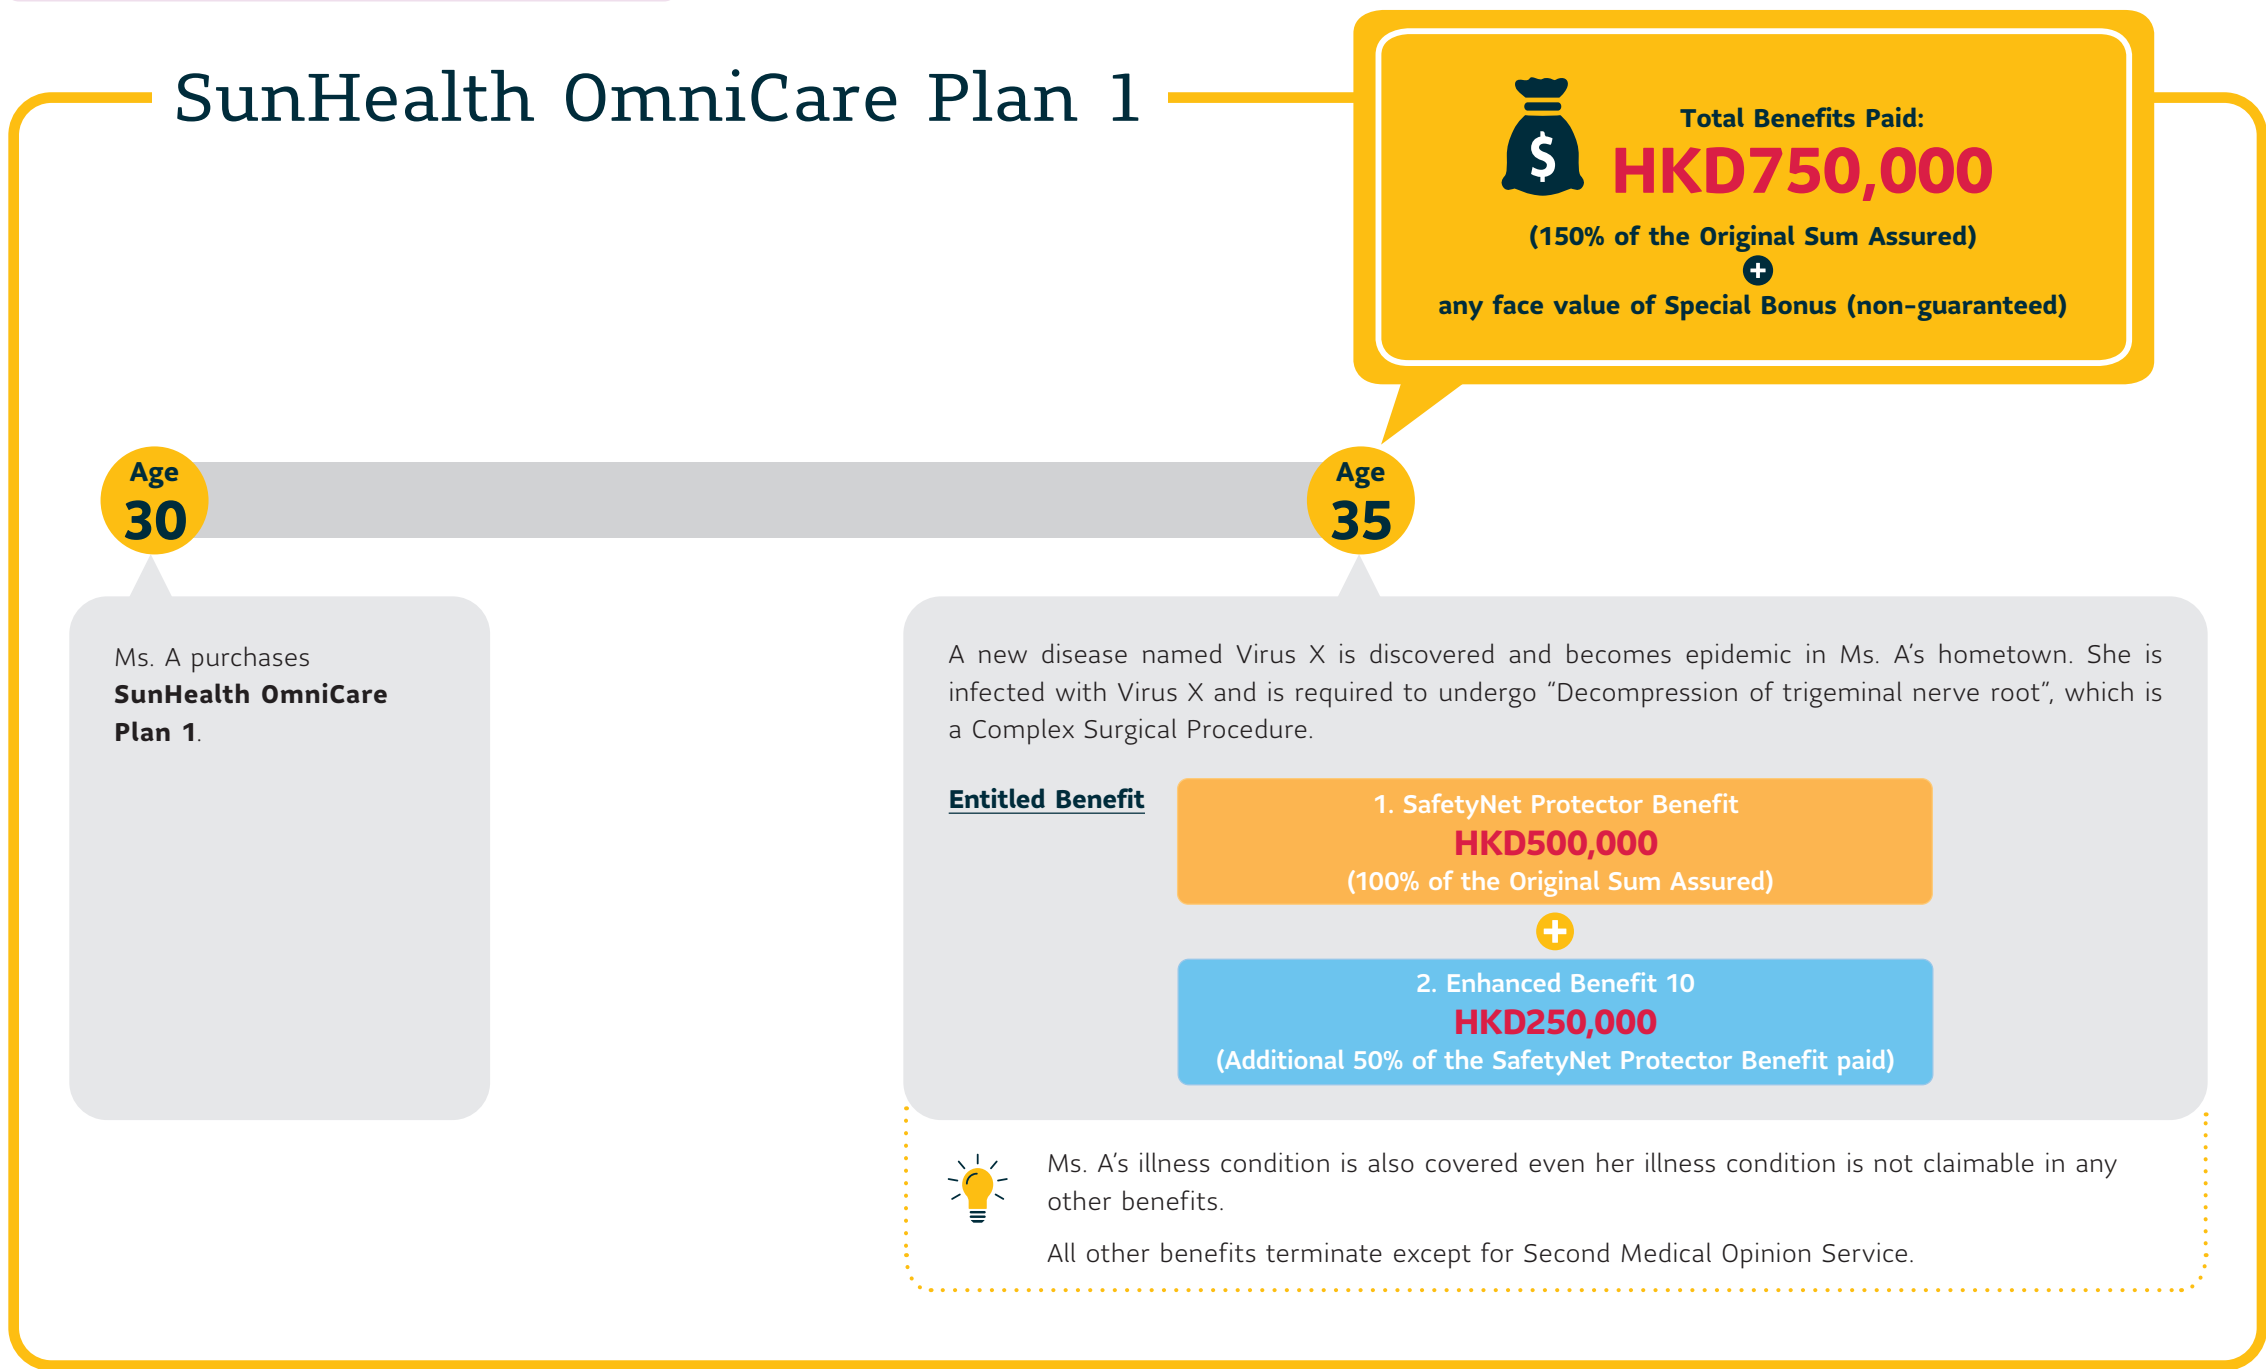 SunHealth OmniCare Plan 1
$
Total Benefits Paid:
HKD750,000
(150% of the Original Sum Assured)
+
any face value of Special Bonus (non-guaranteed)
Age
30
Age
35
Ms. A purchases
SunHealth OmniCare
Plan 1.
A new disease named Virus X is discovered and becomes epidemic in Ms. A's hometown. She is
infected with Virus X and is required to undergo “Decompression of trigeminal nerve root”, which is
a Complex Surgical Procedure.
Entitled Benefit
1. SafetyNet Protector Benefit
HKD500,000
(100% of the Original Sum Assured)
+
2. Enhanced Benefit 10
HKD250,000
(Additional 50% of the SafetyNet Protector Benefit paid)
Ms. A's illness condition is also covered even her illness condition is not claimable in any
other benefits.
All other benefits terminate except for Second Medical Opinion Service.